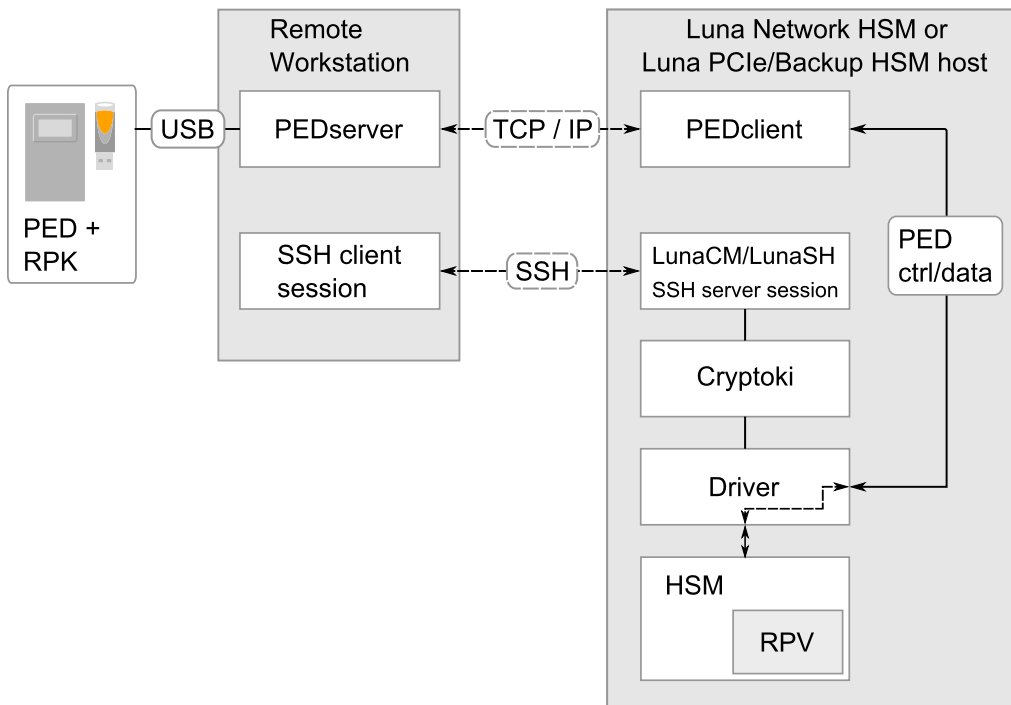 Remote
Workstation
Luna Network HSM or
Luna PCIe/Backup HSM host
PED +
RPK
USB
PEDserver
TCP / IP
PEDclient
SSH client
session
SSH
LunaCM/LunaSH
SSH server session
PED
ctrl/data
Cryptoki
Driver
HSM
RPV